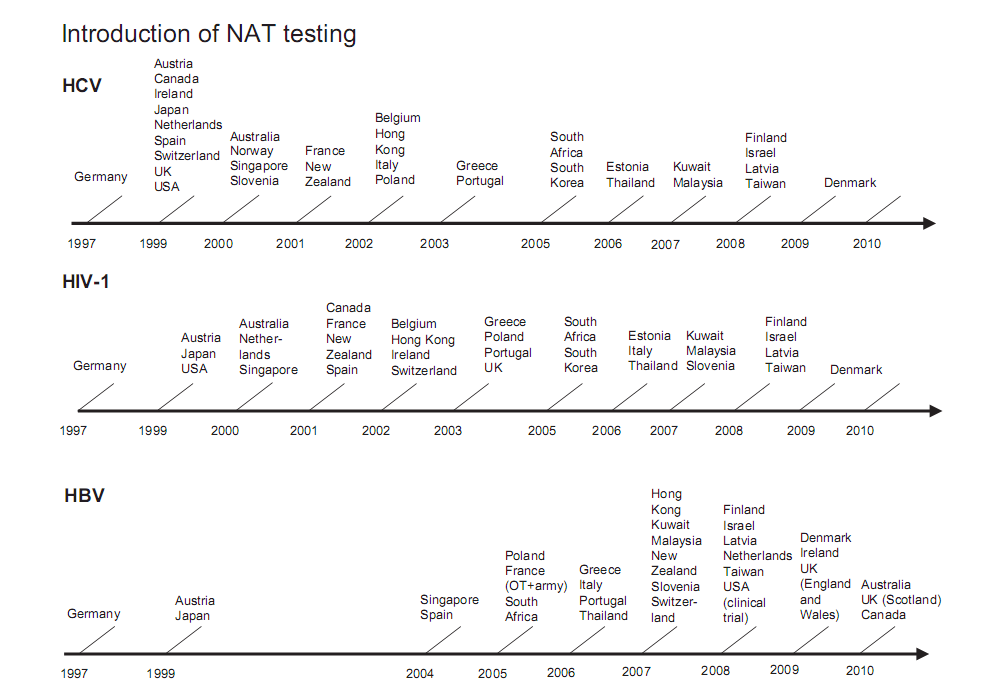 Introduction of NAT testing
HCV
Germany
Austria
Canada
Ireland
Japan
Netherlands
Spain
Switzerland
UK
USA
Australia
Norway
Singapore
Slovenia
France
New
Zealand
Belgium
Hong
Kong
Italy
Poland
Greece
Portugal
South
Africa
South
Korea
Estonia
Thailand
Kuwait
Malaysia
Finland
Israel
Latvia
Taiwan
Denmark
1997 1999 2000 2001 2002 2003 2005 2006 2007 2008 2009 2010
HIV-1
Germany
Austria
Japan
USA
Australia
Nether-
lands
Singapore
Canada
France
New
Zealand
Spain
Belgium
Hong Kong
Ireland
Switzerland
Greece
Poland
Portugal
UK
South
Africa
South
Korea
Estonia
Italy
Thailand
Kuwait
Malaysia
Slovenia
Finland
Israel
Latvia
Taiwan
Denmark
1997 1999 2000 2001 2002 2003 2005 2006 2007 2008 2009 2010
HBV
Germany
Austria
Japan
Singapore
Spain
Poland
France
(OT+army)
South
Africa
Greece
Italy
Portugal
Thailand
Hong
Kong
Kuwait
Malaysia
New
Zealand
Slovenia
Switzer-
land
Finland
Israel
Latvia
Netherlands
Taiwan
USA
(clinical
trial)
Denmark
Ireland
UK
(England
and
Wales)
Australia
UK (Scotland)
Canada
1997 1999 2004 2005 2006 2007 2008 2009 2010